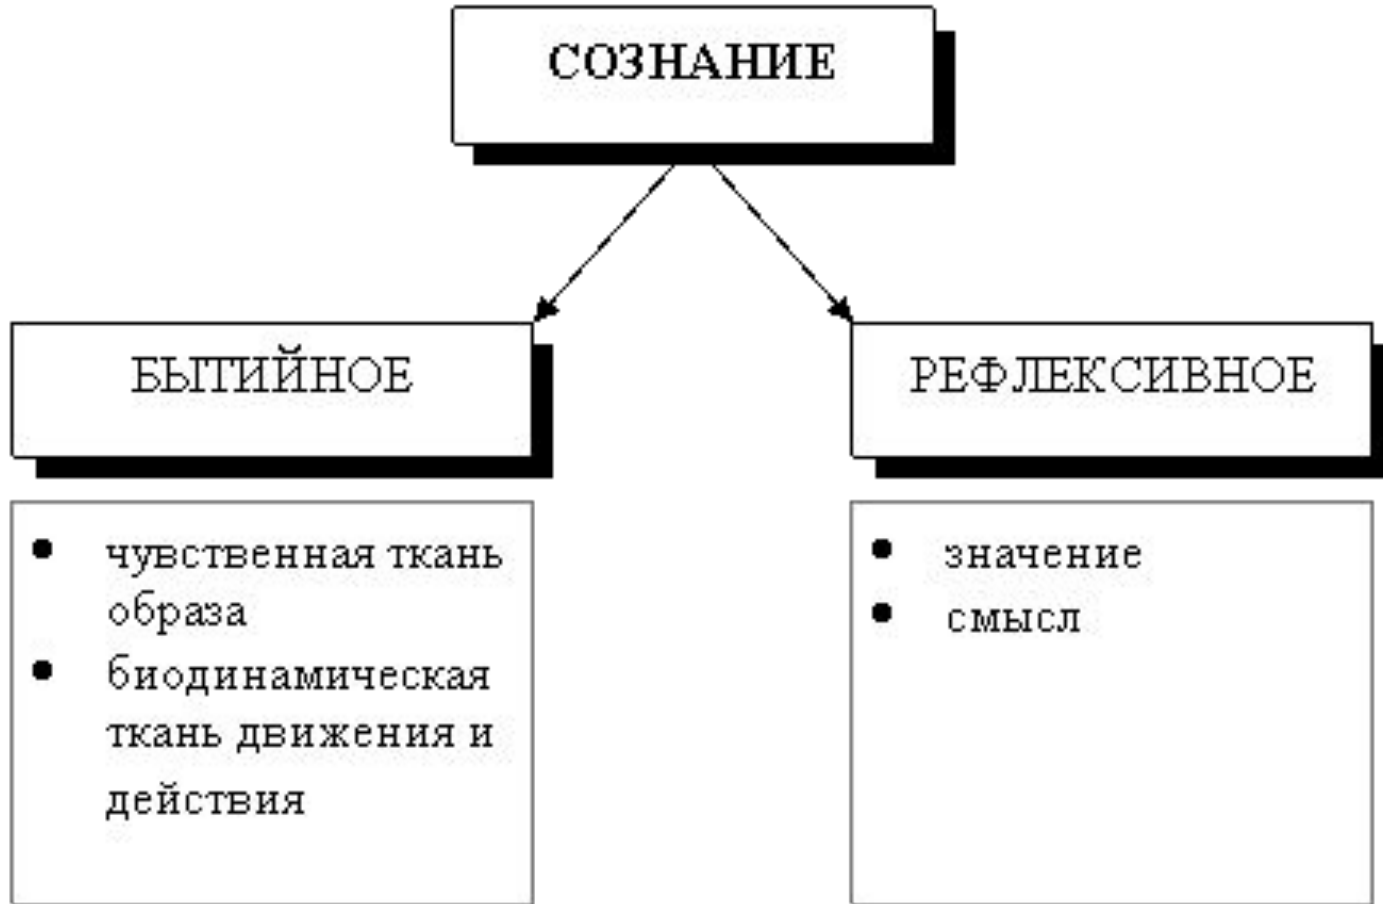 СОЗНАНИЕ
БЫТИЙНОЕ
РЕФЛЕКСИВНОЕ
• чувственная ткань
образа
• биодинамическая
ткань движения и
действия
• значение
• смысл